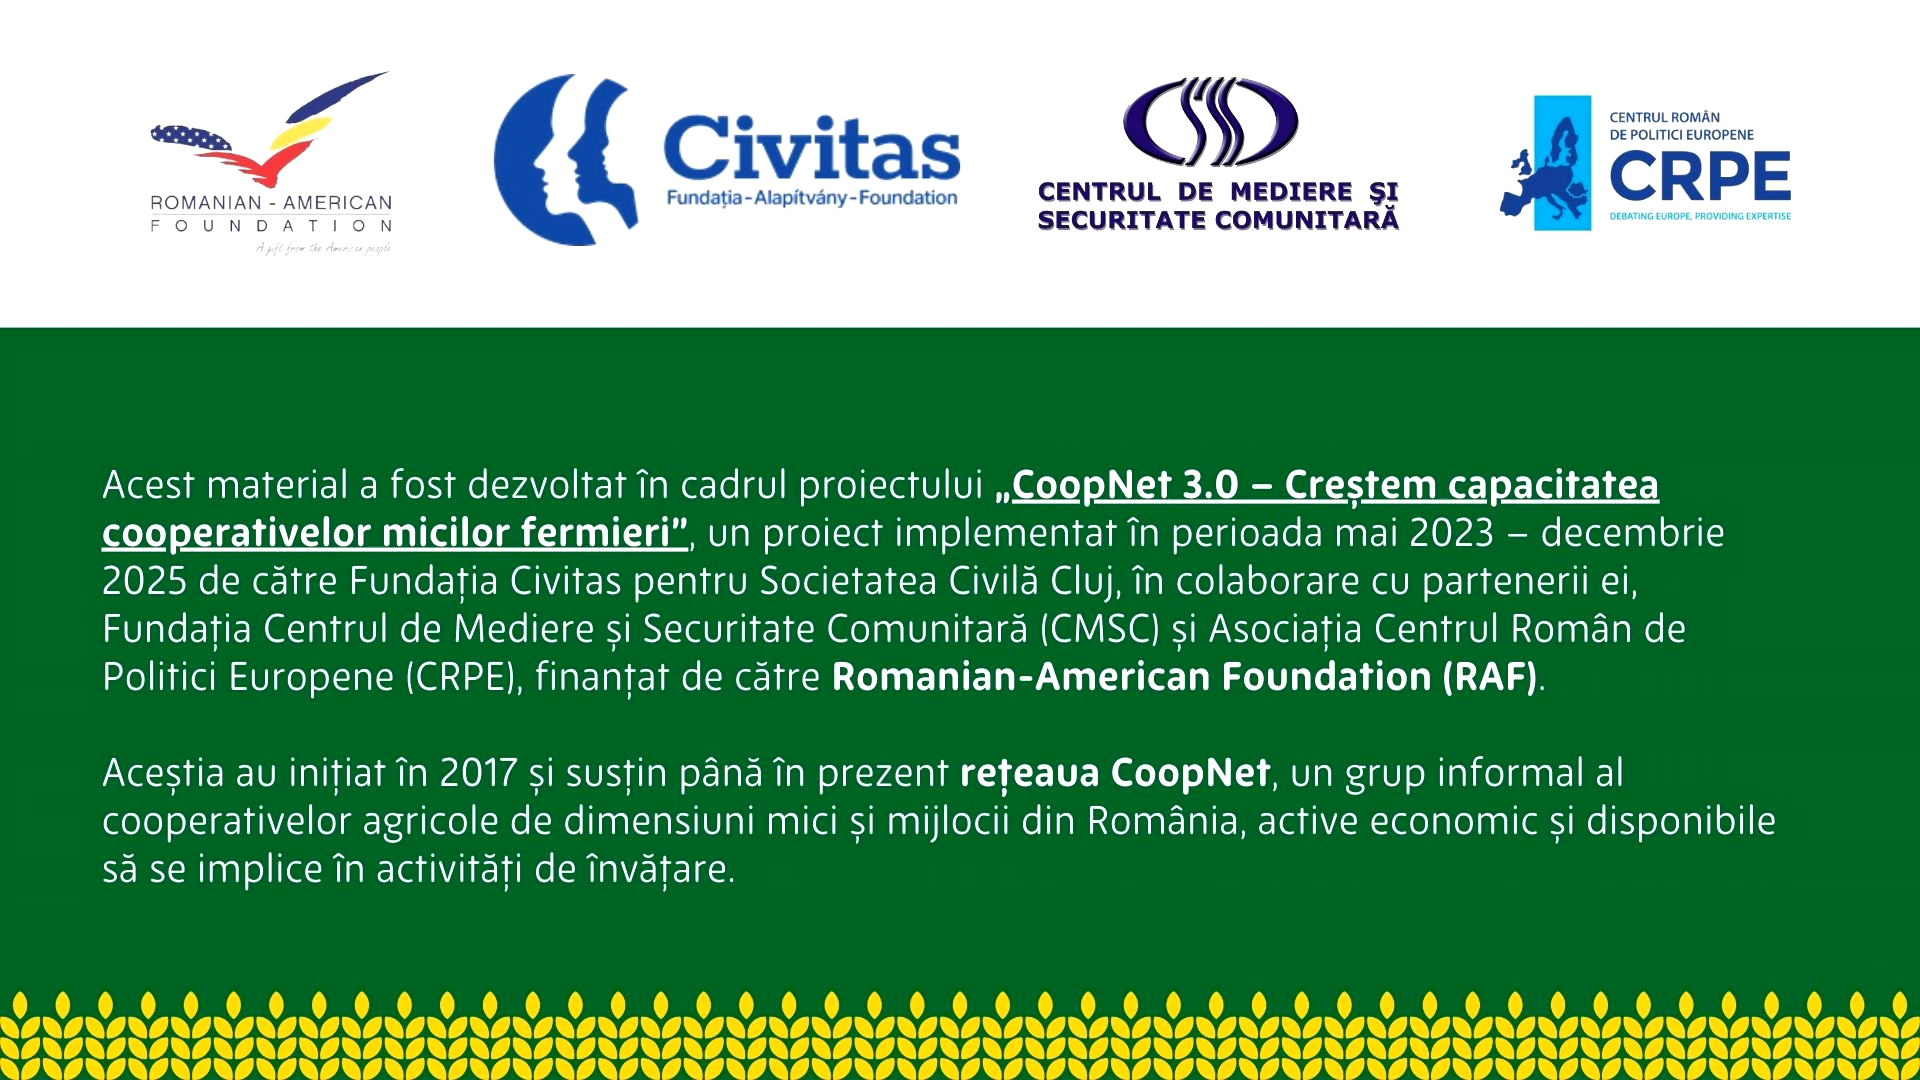 ROMANIAN - AMERICAN
FOUNDATION
A gift from the American people
Civitas
Fundația-Alapítvány-Foundation
CENTRUL DE MEDIERE ŞI
SECURITATE COMUNITARĂ
CENTRUL ROMÂN
DE POLITICI EUROPENE
CRPE
DEBATING EUROPE, PROVIDING EXPERTISE
Acest material a fost dezvoltat în cadrul proiectului „CoopNet 3.0 – Creștem capacitatea
cooperativelor micilor fermieri”, un proiect implementat în perioada mai 2023 – decembrie
2025 de către Fundația Civitas pentru Societatea Civilă Cluj, în colaborare cu partenerii ei,
Fundația Centrul de Mediere și Securitate Comunitară (CMSC) și Asociația Centrul Român de
Politici Europene (CRPE), finanțat de către Romanian-American Foundation (RAF).
Aceștia au inițiat în 2017 și susțin până în prezent rețeaua CoopNet, un grup informal al
cooperativelor agricole de dimensiuni mici și mijlocii din România, active economic și disponibile
să se implice în activități de învățare.